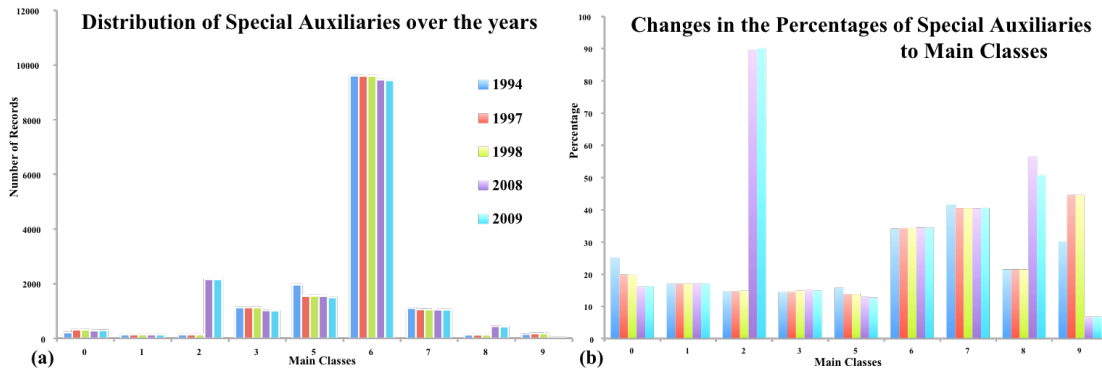 Distribution of Special Auxiliaries over the years
12000
10000
8000
6000
4000
2000
0
Number of Records
1994
1997
1998
2008
2009
0 1 2 3 5 6 7 8 9
Main Classes
(a)
Changes in the Percentages of Special Auxiliaries
to Main Classes
100
90
80
70
60
50
40
30
20
10
0
Percentage
0 1 2 3 5 6 7 8 9
Main Classes
(b)